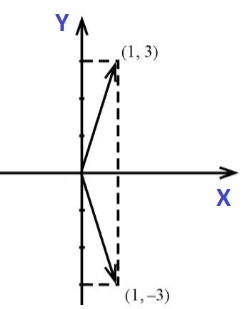 Y
(1, 3)
X
(1, –3)